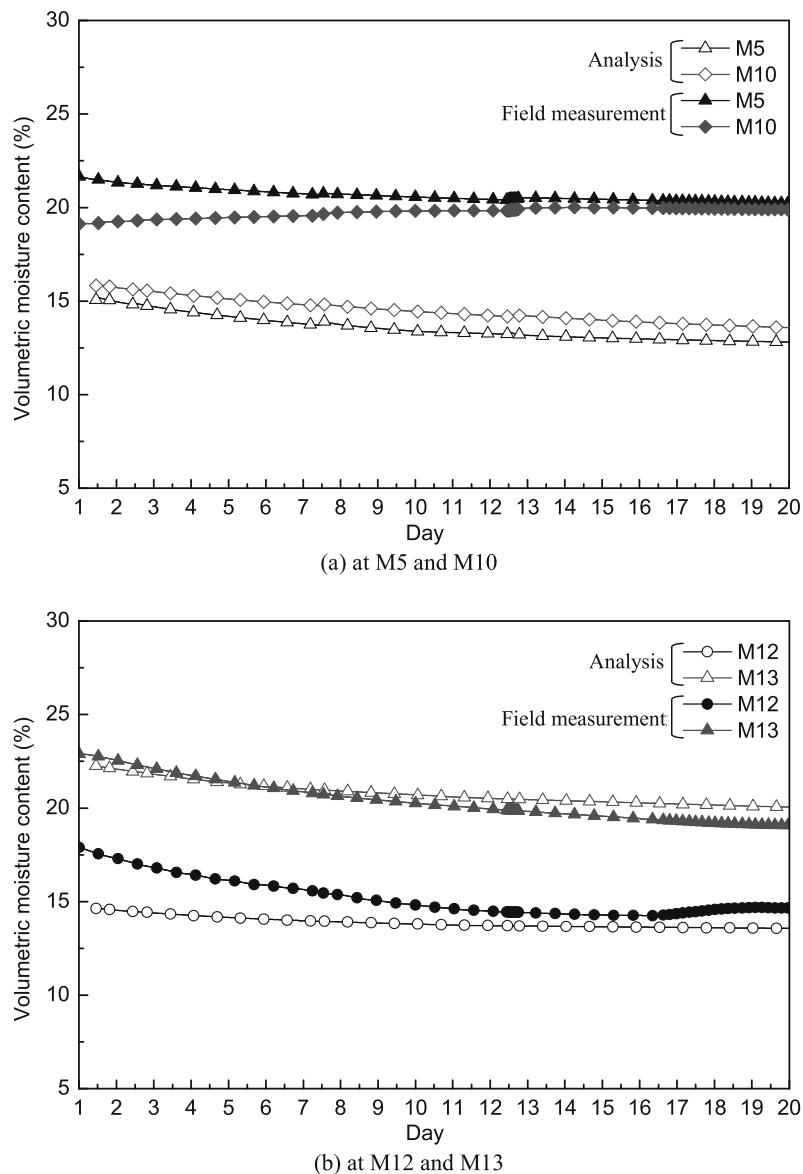 30
25
20
15
10
5
Volumetric moisture content (%)
Analysis
M5
M10
Field measurement
M5
M10
1 2 3 4 5 6 7 8 9 10 11 12 13 14 15 16 17 18 19 20
Day
(a) at M5 and M10
30
25
20
15
10
5
Volumetric moisture content (%)
Analysis
M12
M13
Field measurement
M12
M13
1 2 3 4 5 6 7 8 9 10 11 12 13 14 15 16 17 18 19 20
Day
(b) at M12 and M13